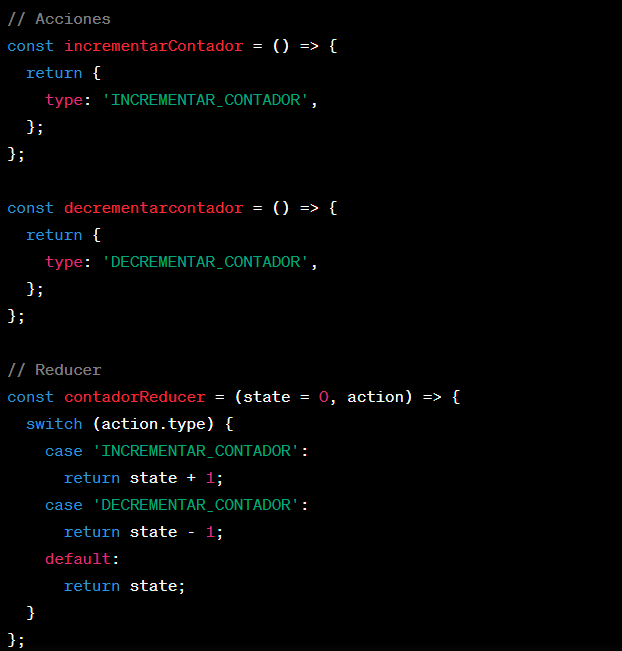 // Acciones
const incrementarContador = () => {
  return {
    type: 'INCREMENTAR_CONTADOR',
  };
};

const decrementarcontador = () => {
  return {
    type: 'DECREMENTAR_CONTADOR',
  };
};

// Reducer
const contadorReducer = (state = 0, action) => {
  switch (action.type) {
    case 'INCREMENTAR_CONTADOR':
      return state + 1;
    case 'DECREMENTAR_CONTADOR':
      return state - 1;
    default:
      return state;
  }
};